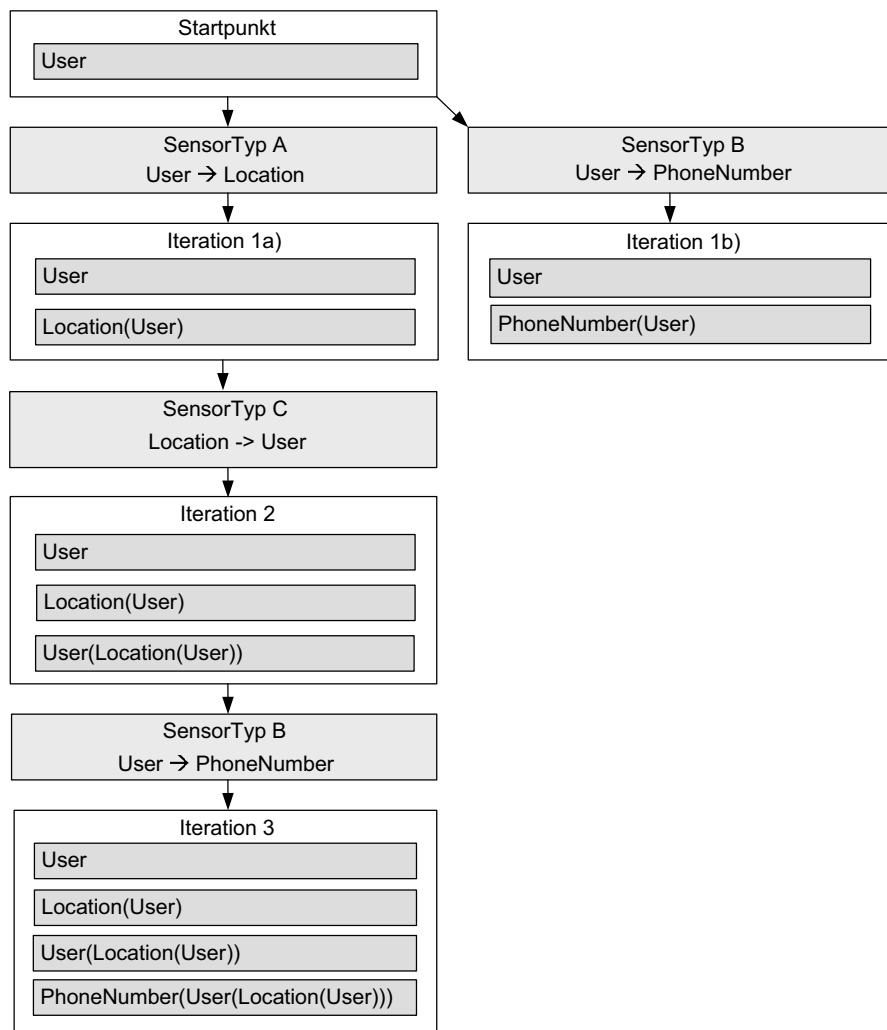 Startpunkt
User
SensorTyp A
User → Location
SensorTyp B
User → PhoneNumber
Iteration 1a)
User
Location(User)
Iteration 1b)
User
PhoneNumber(User)
SensorTyp C
Location -> User
Iteration 2
User
Location(User)
User(Location(User))
SensorTyp B
User → PhoneNumber
Iteration 3
User
Location(User)
User(Location(User))
PhoneNumber(User(Location(User)))